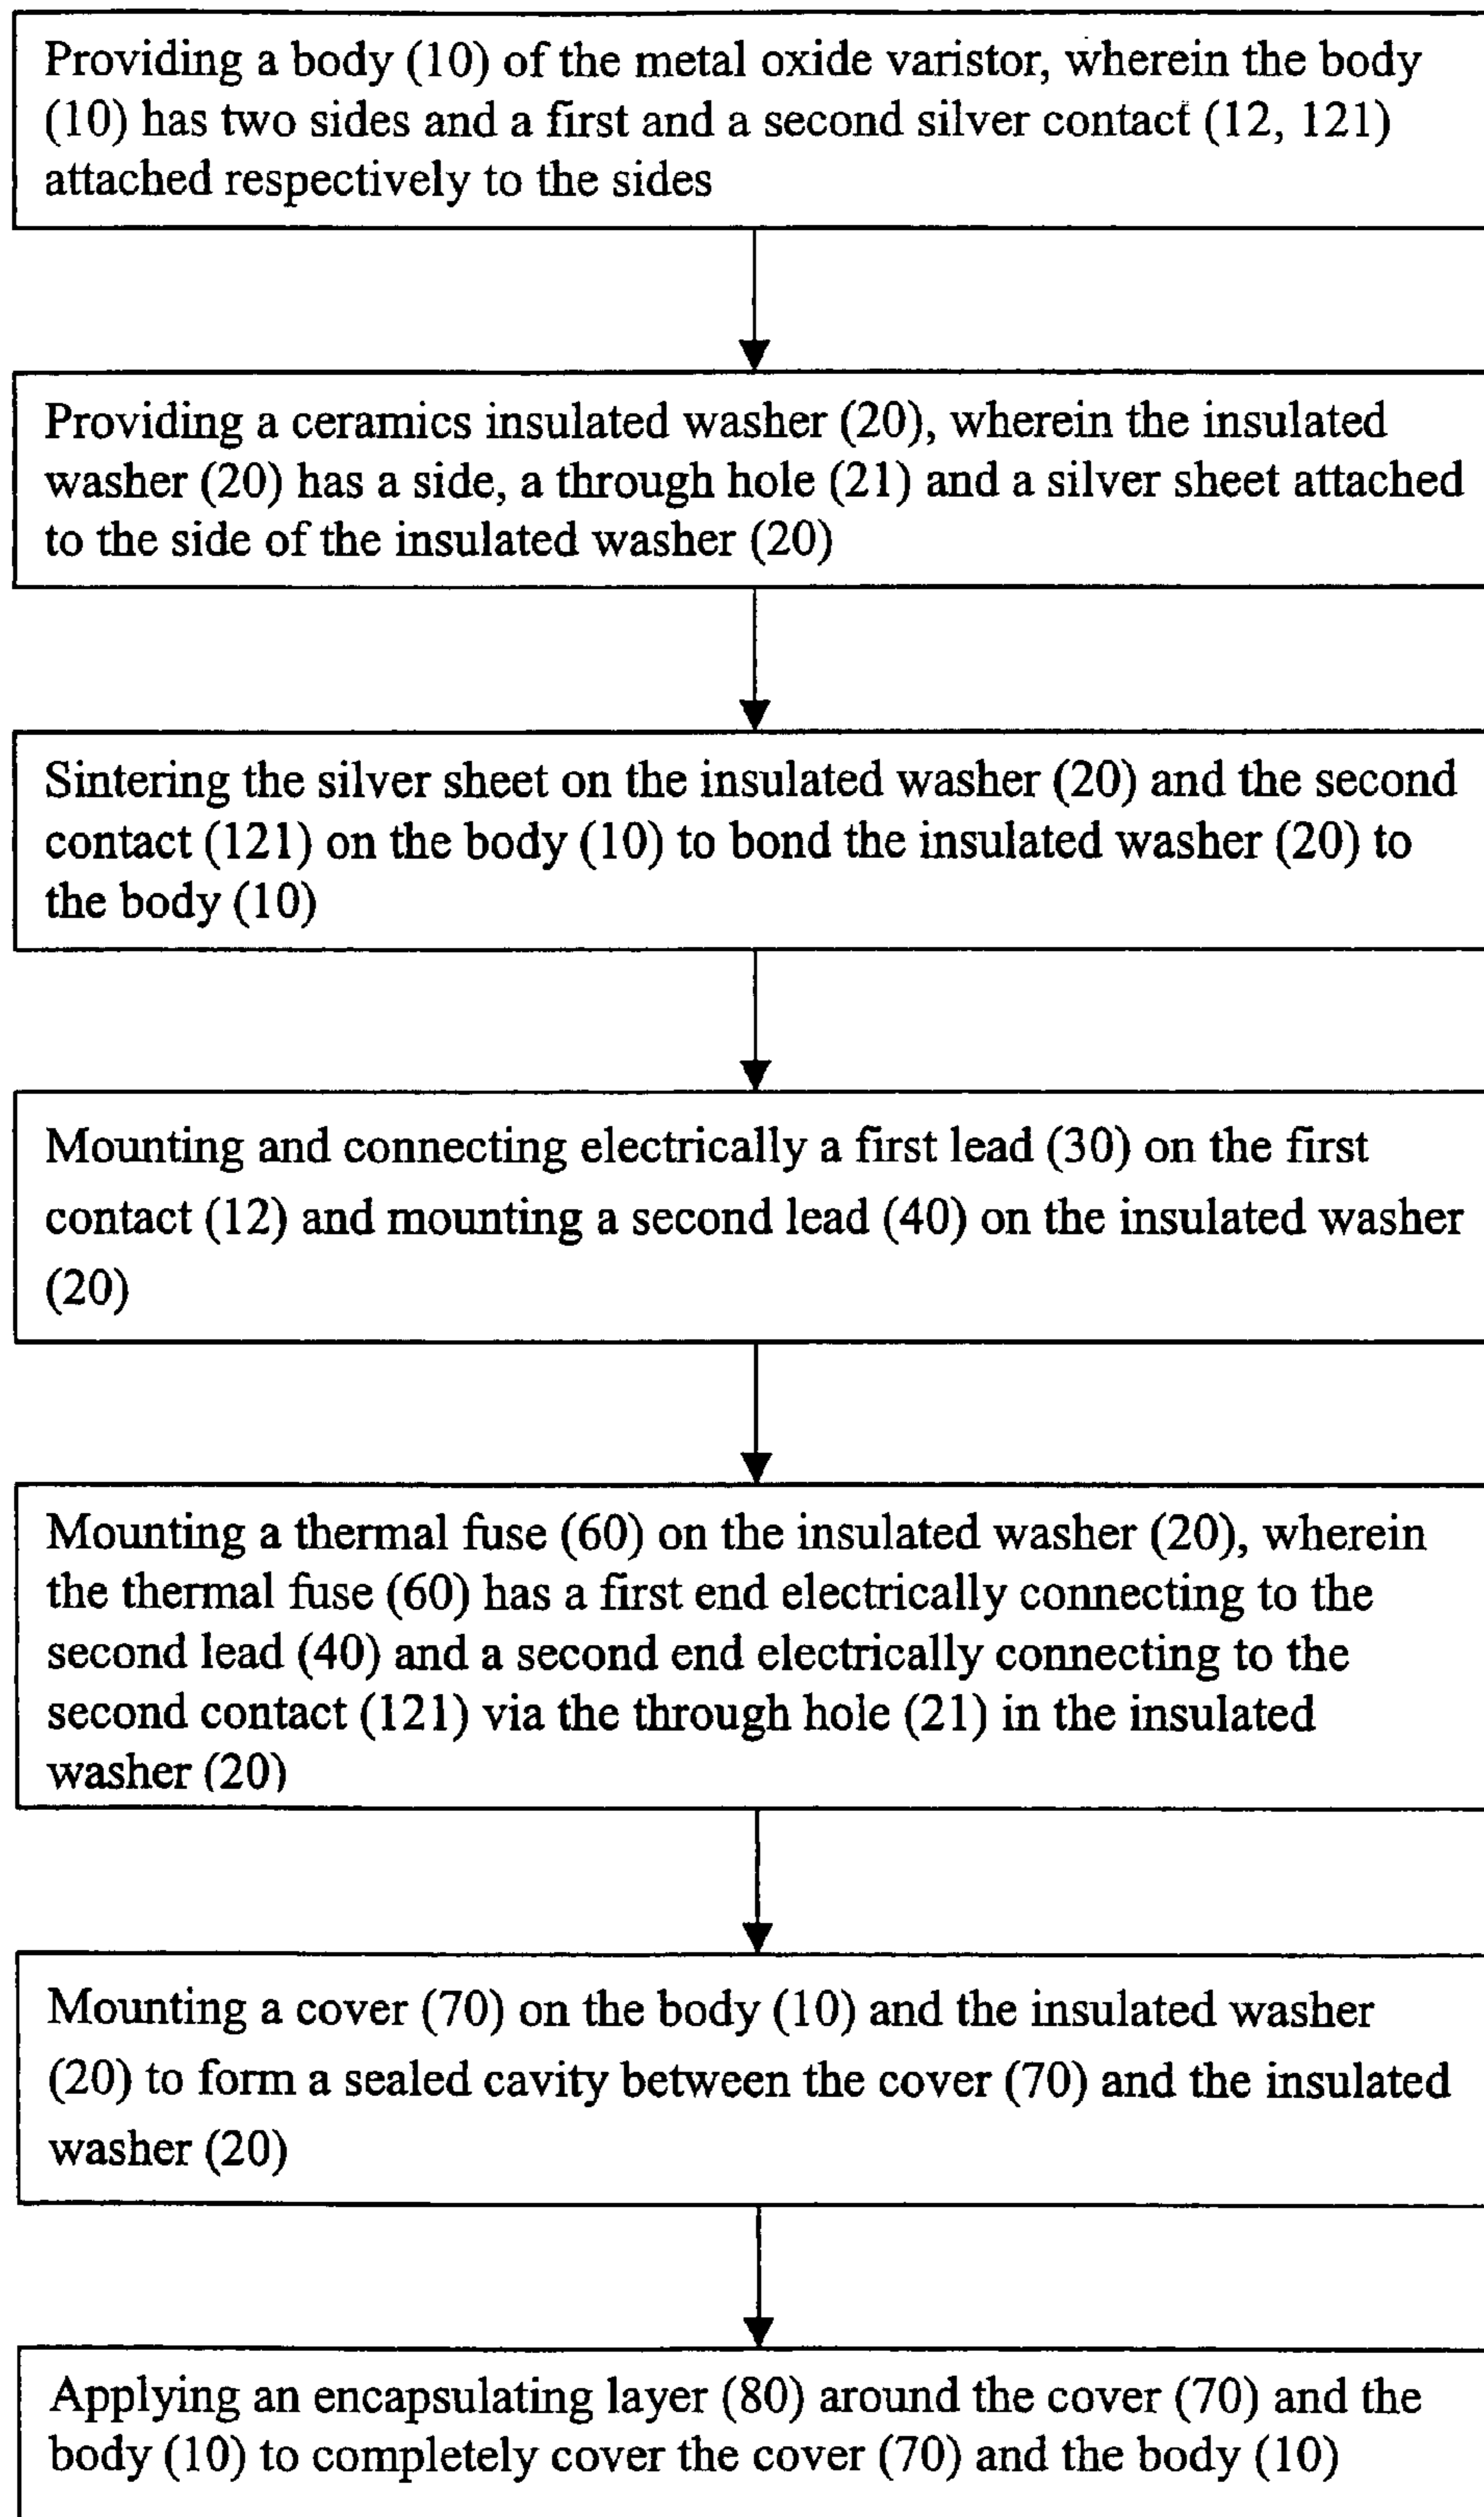 Providing a body (10) of the metal oxide varistor, wherein the body
(10) has two sides and a first and a second silver contact (12, 121)
attached respectively to the sides
Providing a ceramics insulated washer (20), wherein the insulated
washer (20) has a side, a through hole (21) and a silver sheet attached
to the side of the insulated washer (20)
Sintering the silver sheet on the insulated washer (20) and the second
contact (121) on the body (10) to bond the insulated washer (20) to
the body (10)
Mounting and connecting electrically a first lead (30) on the first
contact (12) and mounting a second lead (40) on the insulated washer
(20)
Mounting a thermal fuse (60) on the insulated washer (20), wherein
the thermal fuse (60) has a first end electrically connecting to the
second lead (40) and a second end electrically connecting to the
second contact (121) via the through hole (21) in the insulated
washer (20)
Mounting a cover (70) on the body (10) and the insulated washer
(20) to form a sealed cavity between the cover (70) and the insulated
washer (20)
Applying an encapsulating layer (80) around the cover (70) and the
body (10) to completely cover the cover (70) and the body (10)